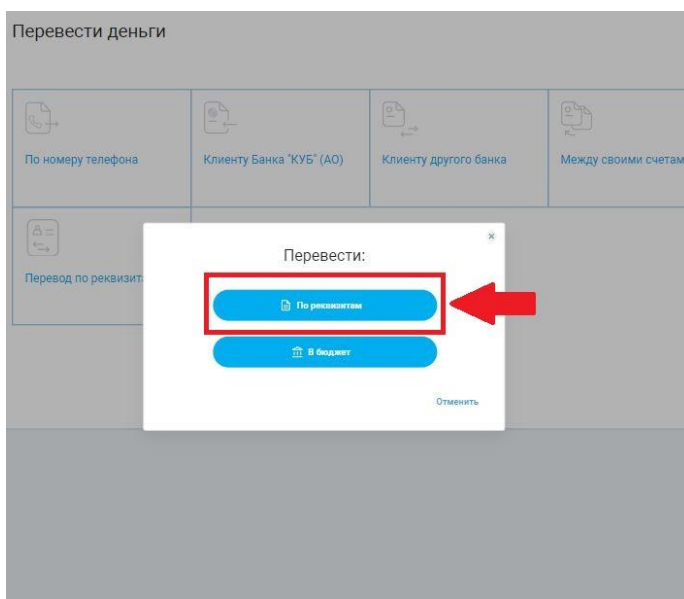 Перевести деньги
По номеру телефона
Клиенту Банка "КУБ" (АО)
Клиенту другого банка
Между своими счетам
Перевод по реквизит
Перевести:
По реквизитам
В бюджет
Отменить